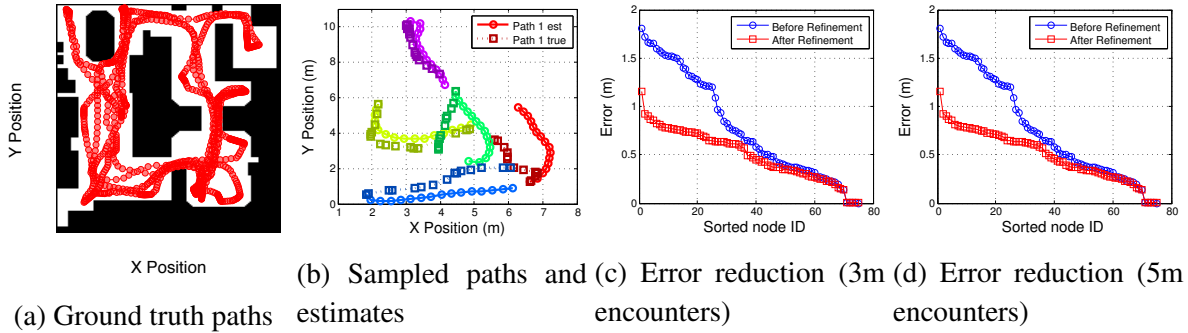 Y Position
X Position
(a) Ground truth paths
Y Position (m)
12
10
8
6
4
2
0
1 2 3 4 5 6 7 8
X Position (m)
Path 1 est
Path 1 true
(b) Sampled paths and
estimates
Error (m)
2
1.5
1
0.5
0
0 20 40 60 80
Sorted node ID
Before Refinement
After Refinement
(c) Error reduction (3m
encounters)
Error (m)
2
1.5
1
0.5
0
0 20 40 60 80
Sorted node ID
Before Refinement
After Refinement
(d) Error reduction (5m
encounters)